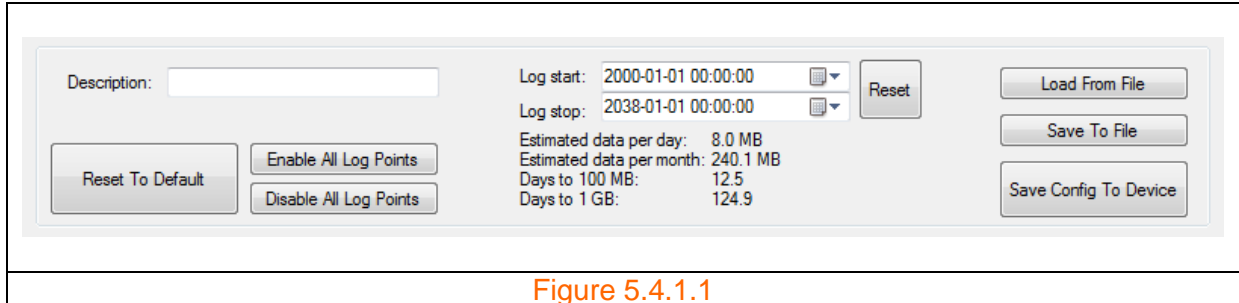 Description:
Reset To Default
Enable All Log Points
Disable All Log Points
Log start: 2000-01-01 00:00:00
Log stop: 2038-01-01 00:00:00
Reset
Estimated data per day: 8.0 MB
Estimated data per month: 240.1 MB
Days to 100 MB: 12.5
Days to 1 GB: 124.9
Load From File
Save To File
Save Config To Device
Figure 5.4.1.1